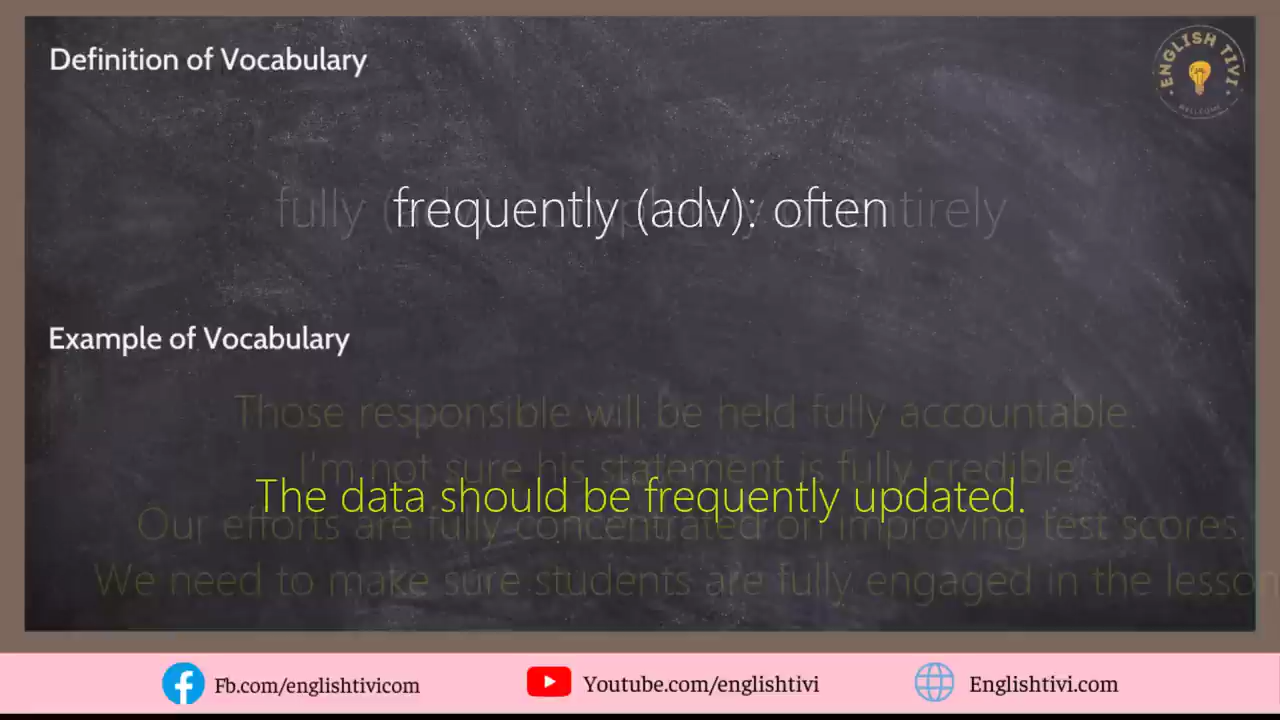 Definition of Vocabulary
ENGLISH TIVI
WELLCOME
fully (
frequently (adv): often
tirely
Example of Vocabulary
Those responsible will be held fully accountable.
I'm not sure his statement is fully credible
The data should be frequently updated.
Our efforts are fully concentrated on improving test scores.
We need to make sure students are fully engaged in the lesson
Fb.com/englishtivicom
Youtube.com/englishtivi
Englishtivi.com